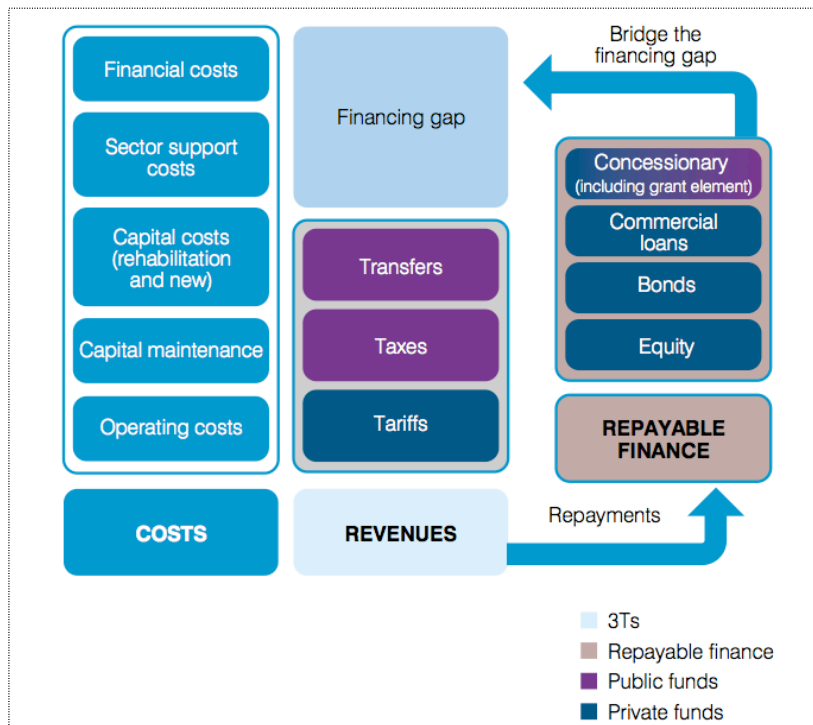 Financial costs
Sector support
costs
Capital costs
(rehabilitation
and new)
Capital maintenance
Operating costs
COSTS
Financing gap
Transfers
Taxes
Tariffs
REVENUES
Bridge the
financing gap
Concessionary
(including grant element)
Commercial
loans
Bonds
Equity
REPAYABLE
FINANCE
Repayments
3Ts
Repayable finance
Public funds
Private funds